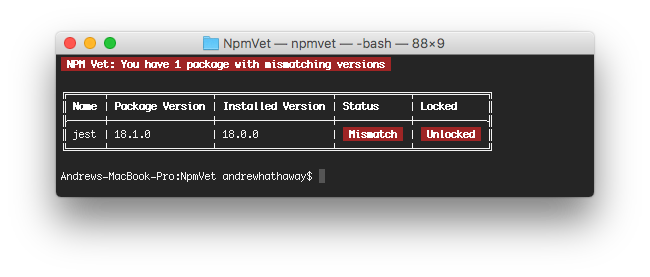 NpmVet — npmvet — -bash — 88×9
NPM Vet: You have 1 package with mismatching versions
Name | Package Version | Installed Version | Status | Locked
jest | 18.1.0 | 18.0.0 | Mismatch | Unlocked
Andrews-MacBook-Pro:NpmVet andrewhathaway$